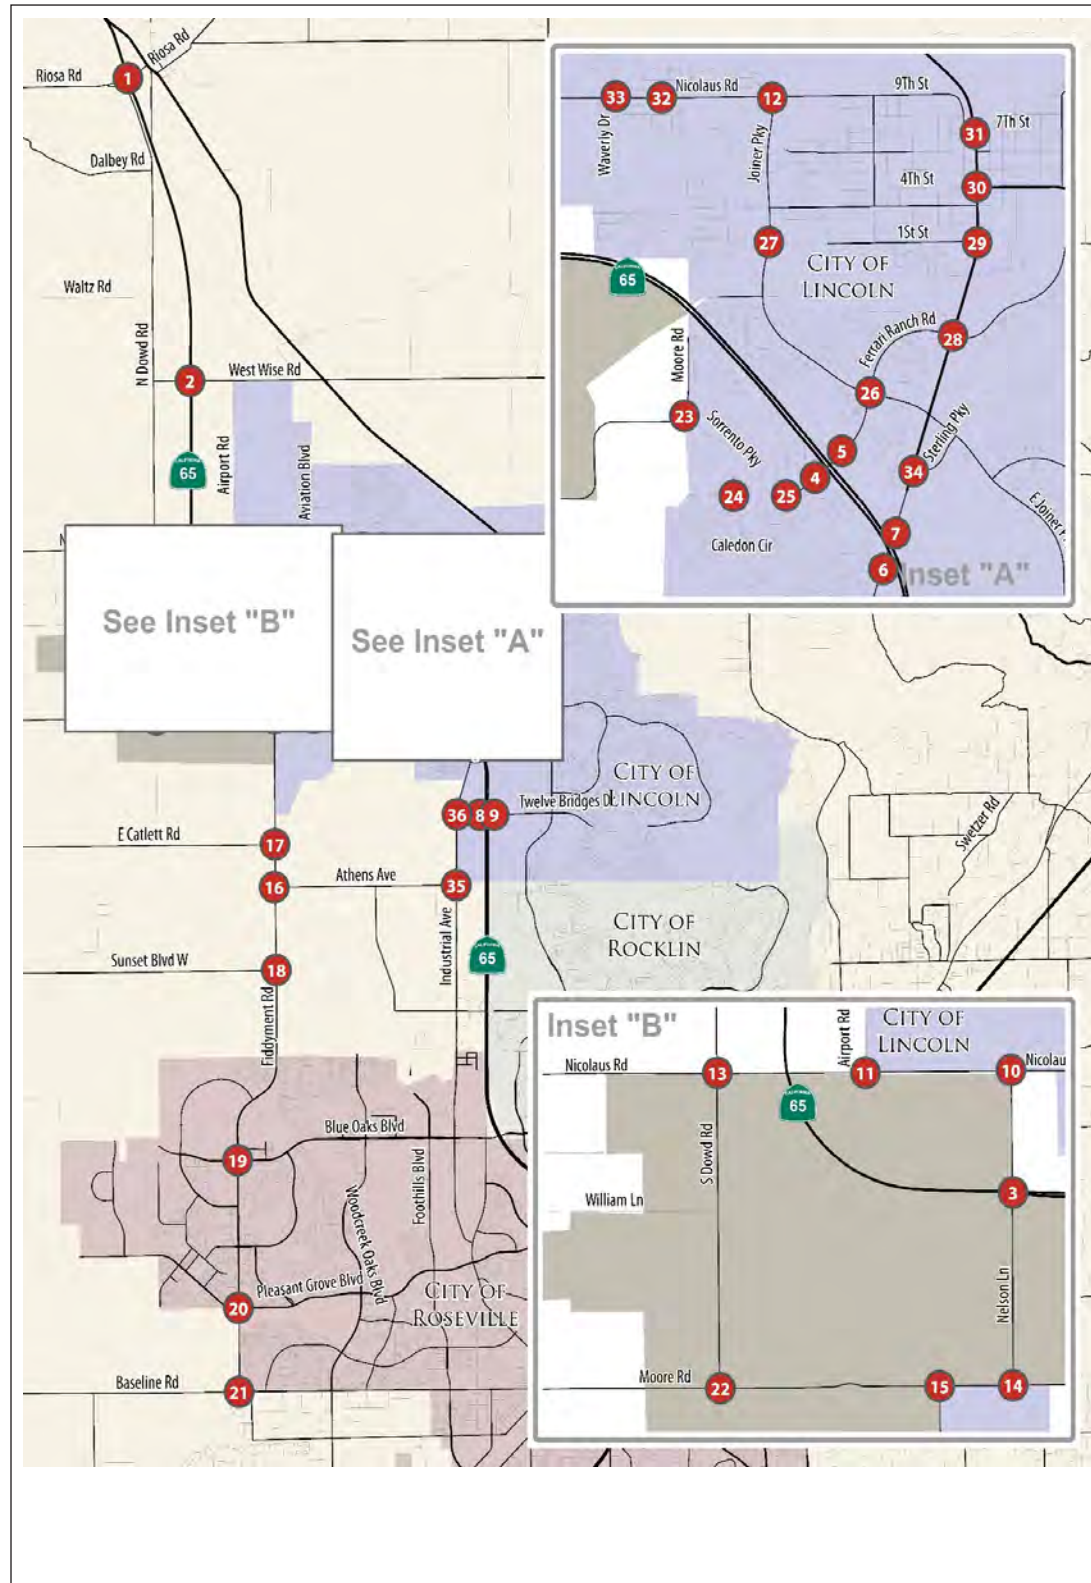 Riosa Rd
Riosa Rd
1
Dalbey Rd
Waltz Rd
N Dowd Rd
2
West Wise Rd
65
Airport Rd
Aviation Blvd
See Inset "B"
See Inset "A"
33
32
Nicolaus Rd
12
9Th St
7Th St
31
Waverly Dr
Joiner Pky
4Th St
30
27
1St St
29
CITY OF
LINCOLN
65
Ferrari Ranch Rd
28
Moore Rd
26
23
Sorrento Pky
5
Sterling Pky
4
34
24
25
E Joiner
7
Caledon Cir
6
Inset "A"
CITY OF
LINCOLN
Twelve Bridges D
36
8
9
E Catlett Rd
17
Swetzer Rd
16
Athens Ave
35
CITY OF
ROCKLIN
Industrial Ave
65
Sunset Blvd W
18
Fiddyment Rd
Blue Oaks Blvd
19
Foothills Blvd
Woodcreek Oaks Blvd
Pleasant Grove Blvd
20
CITY OF
ROSEVILLE
Baseline Rd
21
Inset "B"
CITY OF
LINCOLN
Airport Rd
Nicolaus Rd
13
11
10
Nicolau
65
S Dowd Rd
William Ln
3
Nelson Ln
Moore Rd
22
15
14